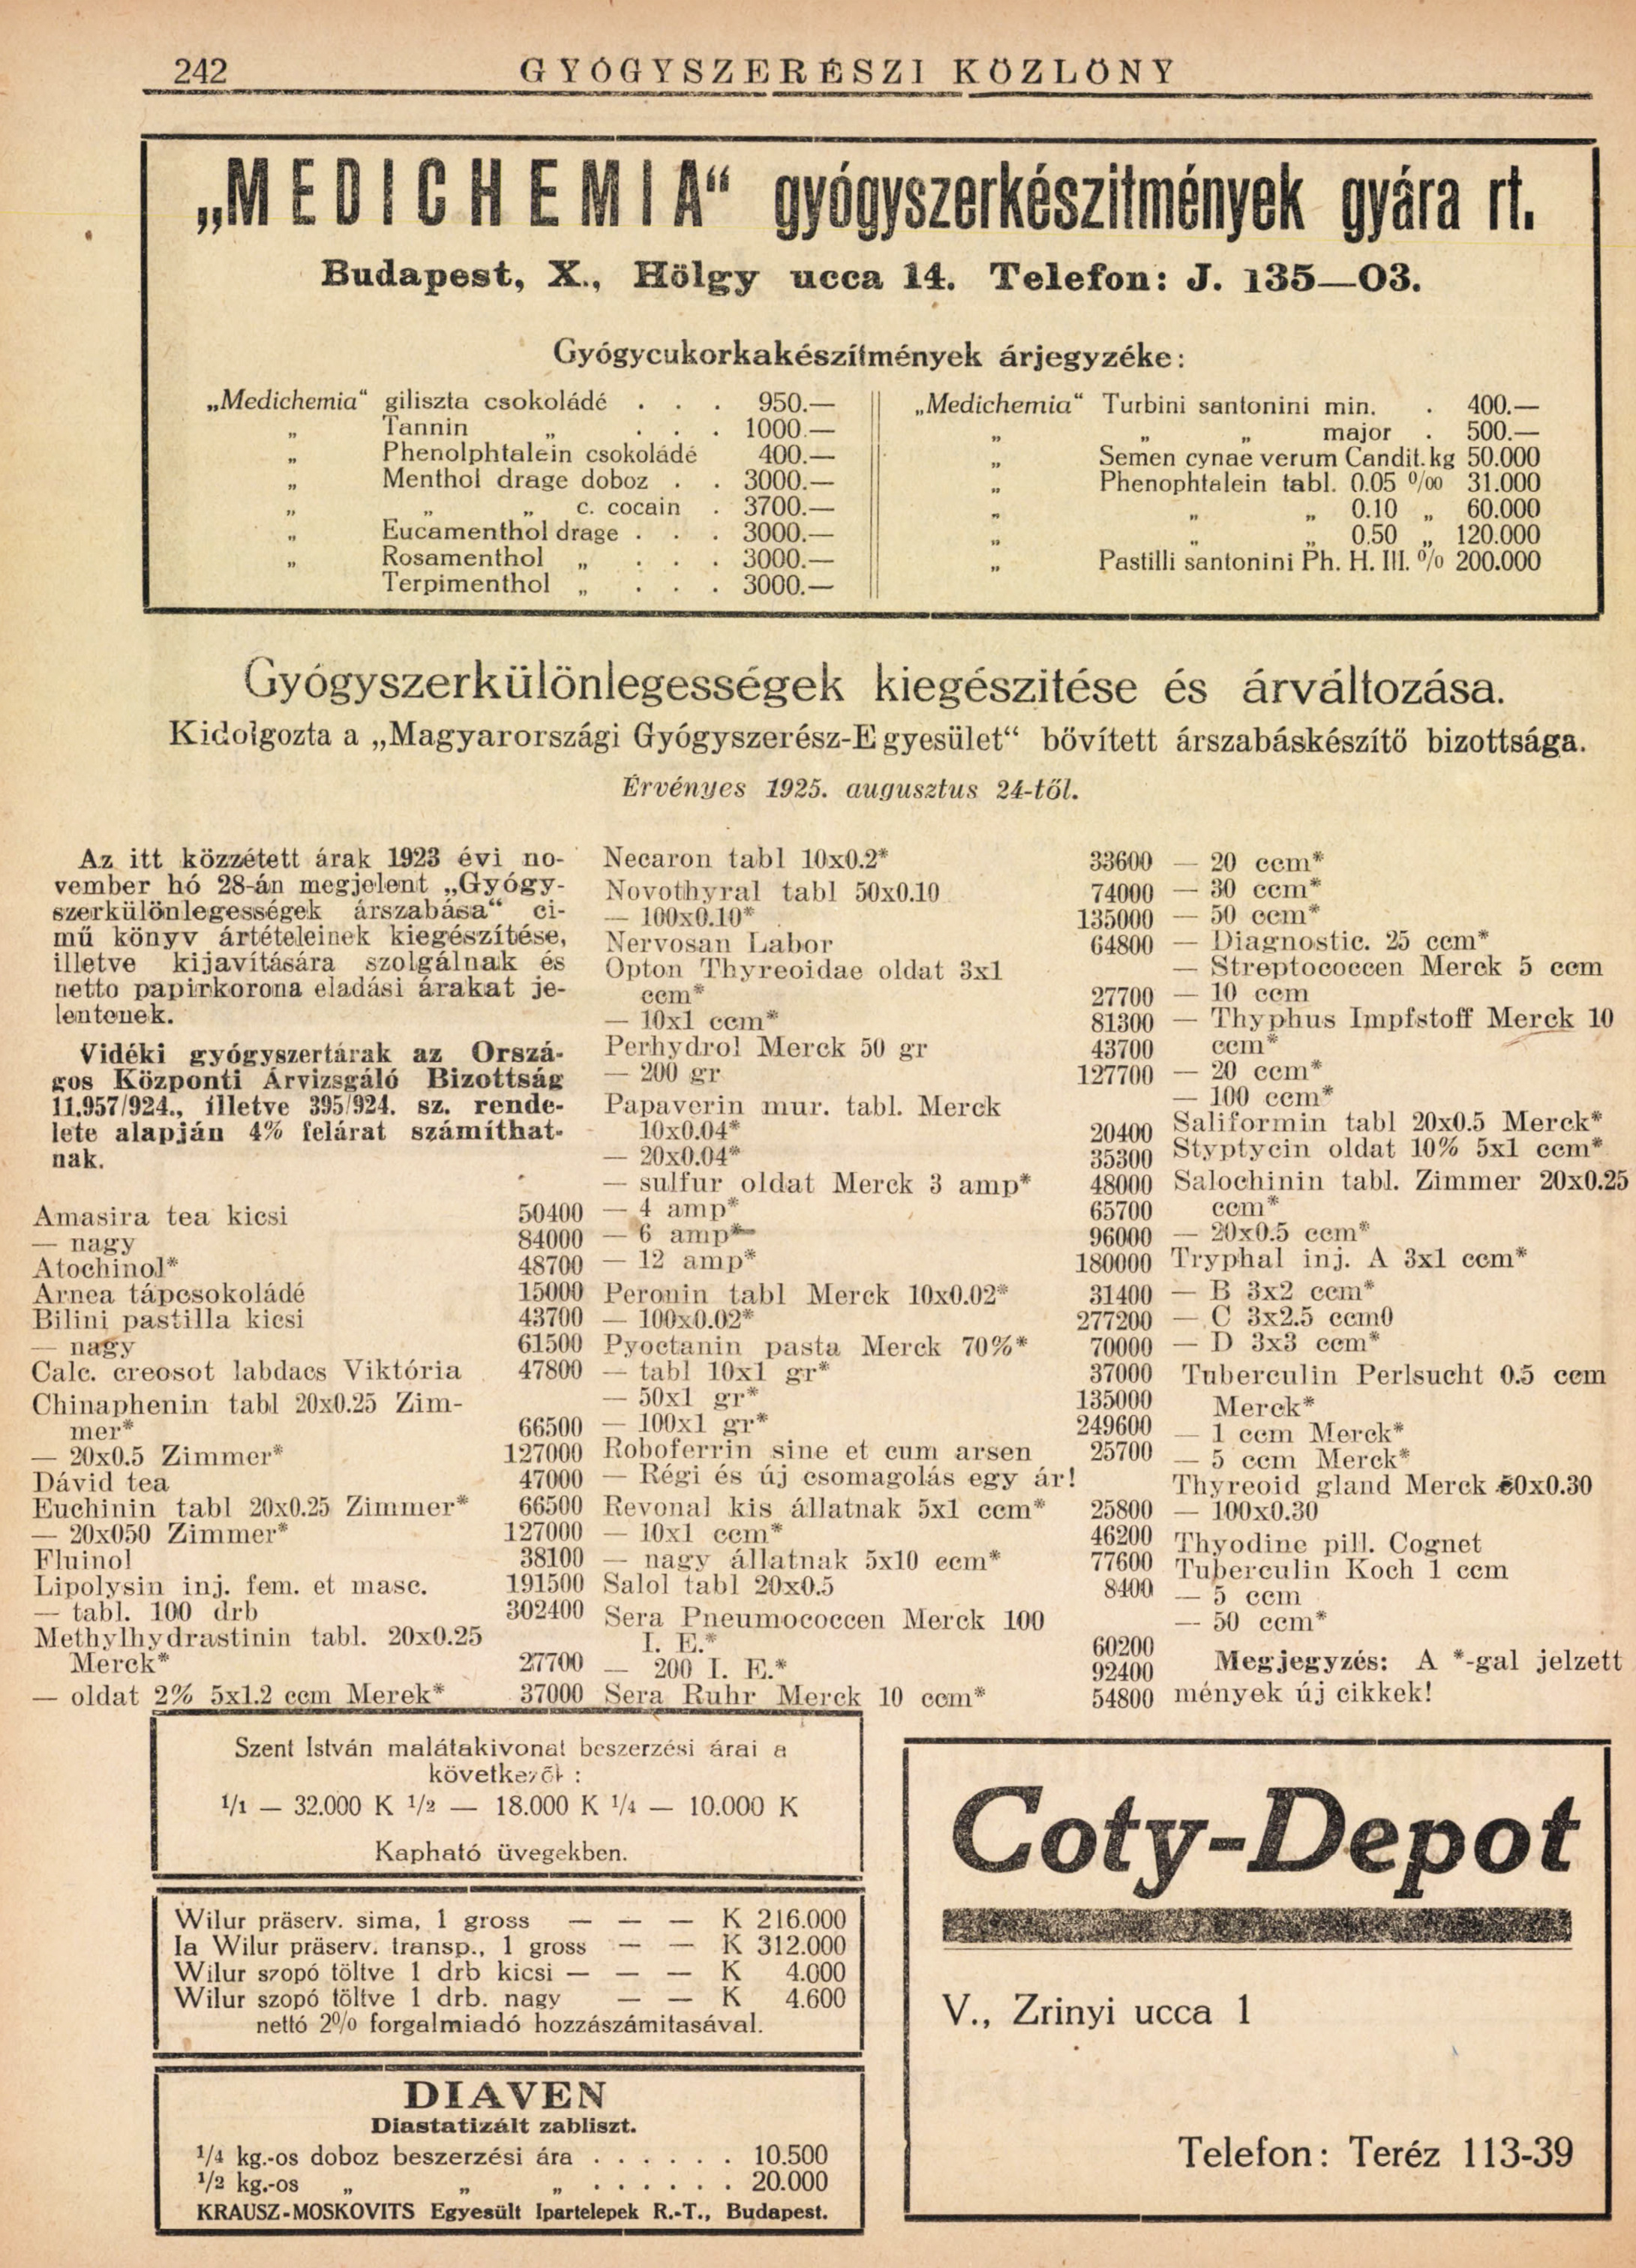 242 GYÓGYSZERÉSZI KÖZLÖNY
„MEDICHEMIA“ gyógyszerkészitmények gyára rt.
Budapest, X., Hölgy ucca 14. Telefon: J. 135—03.
Gyógycukorkakészítmények árjegyzéke:
„Medichemia“ giliszta csokoládé . . . 950.—
„ Tannin „ . . . 1000.—
„ Phenolphtalein csokoládé 400.—
„ Menthol drage doboz . . 3000.—
„ „ „ c. cocain . 3700.—
„ Eucamenthol drage . . . 3000.—
„ Rosamenthol „ . . . 3000.—
Terpimenthol „ . . . 3000.—
„Medichemia“ Turbini santonini min. . 400.—
„ „ „ major . 500.—
„ Semen cynae verum Candit. kg 50.000
„ Phenophtalein tabl. 0.05 ⁰/₀₀ 31.000
„ „ „ 0.10 „ 60.000
„ „ „ 0.50 „ 120.000
„ Pastilli santonini Ph. H. III. ⁰/₀ 200.000
Gyógyszerkülönlegességek kiegészitése és árváltozása.
Kidolgozta a „Magyarországi Gyógyszerész-Egyesület“ bővített árszabáskészítő bizottsága.
Érvényes 1925. augusztus 24-től.
Az itt közzétett árak 1923 évi no-
vember hó 28-án megjelent „Gyógy-
szerkülönlegességek árszabása“ ci-
mű könyv ártételeinek kiegészítése,
illetve kijavítására szolgálnak és
netto papirkorona eladási árakat je-
lentenek.
Vidéki gyógyszertárak az Orszá-
gos Központi Árvizsgáló Bizottság
11.957/924., illetve 395/924. sz. rende-
lete alapján 4% felárat számíthat-
nak.
Amasira tea kicsi 50400
— nagy 84000
Atochinol* 48700
Arnea tápcsokoládé 15000
Bilini pastilla kicsi 43700
— nagy 61500
Calc. creosot labdacs Viktória 47800
Chinaphenin tabl 20x0.25 Zim-
mer* 66500
— 20x0.5 Zimmer* 127000
Dávid tea 47000
Euchinin tabl 20x0.25 Zimmer* 66500
— 20x050 Zimmer* 127000
Fluinol 38100
Lipolysin inj. fem. et masc. 191500
— tabl. 100 drb 302400
Methylhydrastinin tabl. 20x0.25
Merck* 27700
— oldat 2% 5x1.2 ccm Merek* 37000
Necaron tabl 10x0.2* 33600
Novothyral tabl 50x0.10 74000
— 100x0.10* 135000
Nervosan Labor 64800
Opton Thyreoidae oldat 3x1
ccm* 27700
— 10x1 ccm* 81300
Perhydrol Merck 50 gr 43700
— 200 gr 127700
Papaverin mur. tabl. Merck
10x0.04* 20400
— 20x0.04* 35300
— sulfur oldat Merck 3 amp* 48000
— 4 amp* 65700
— 6 amp* 96000
— 12 amp* 180000
Peronin tabl Merck 10x0.02* 31400
— 100x0.02* 277200
Pyoctanin pasta Merck 70%* 70000
— tabl 10x1 gr* 37000
— 50x1 gr* 135000
— 100x1 gr* 249600
Roboferrin sine et cum arsen 25700
— Régi és új csomagolás egy ár!
Revonal kis állatnak 5x1 ccm* 25800
— 10x1 ccm* 46200
— nagy állatnak 5x10 ccm* 77600
Salol tabl 20x0.5 8400
Sera Pneumococcen Merck 100
I. E.* 60200
— 200 I. E.* 92400
Sera Ruhr Merck 10 ccm* 54800
— 20 ccm*
— 30 ccm*
— 50 ccm*
— Diagnostic. 25 ccm*
— Streptococcen Merck 5 ccm
— 10 ccm
— Thyphus Impfstoff Merck 10
ccm*
— 20 ccm*
— 100 ccm*
Saliformin tabl 20x0.5 Merck*
Styptycin oldat 10% 5x1 ccm*
Salochinin tabl. Zimmer 20x0.25
ccm*
— 20x0.5 ccm*
Tryphal inj. A 3x1 ccm*
— B 3x2 ccm*
— C 3x2.5 ccm0
— D 3x3 ccm*
Tuberculin Perlsucht 0.5 ccm
Merck*
— 1 ccm Merck*
— 5 ccm Merck*
Thyreoid gland Merck 50x0.30
— 100x0.30
Thyodine pill. Cognet
Tuberculin Koch 1 ccm
— 5 ccm
— 50 ccm*
Megjegyzés: A *-gal jelzett
mények új cikkek!
Szent István malátakivonat beszerzési árai a
következők :
1/1 — 32.000 K 1/2 — 18.000 K 1/4 — 10.000 K
Kapható üvegekben.
Wilur präserv. sima, 1 gross — — — K 216.000
Ia Wilur präserv. transp., 1 gross — — K 312.000
Wilur szopó töltve 1 drb kicsi — — — K 4.000
Wilur szopó töltve 1 drb. nagy — — K 4.600
nettó 2⁰/₀ forgalmiadó hozzászámitasával.
DIAVEN
Diastatizált zabliszt.
1/4 kg.-os doboz beszerzési ára . . . . . . 10.500
1/2 kg.-os „ „ „ . . . . . . 20.000
KRAUSZ-MOSKOVITS Egyesült Ipartelepek R.-T., Budapest.
Coty-Depot
V., Zrinyi ucca 1
Telefon: Teréz 113-39